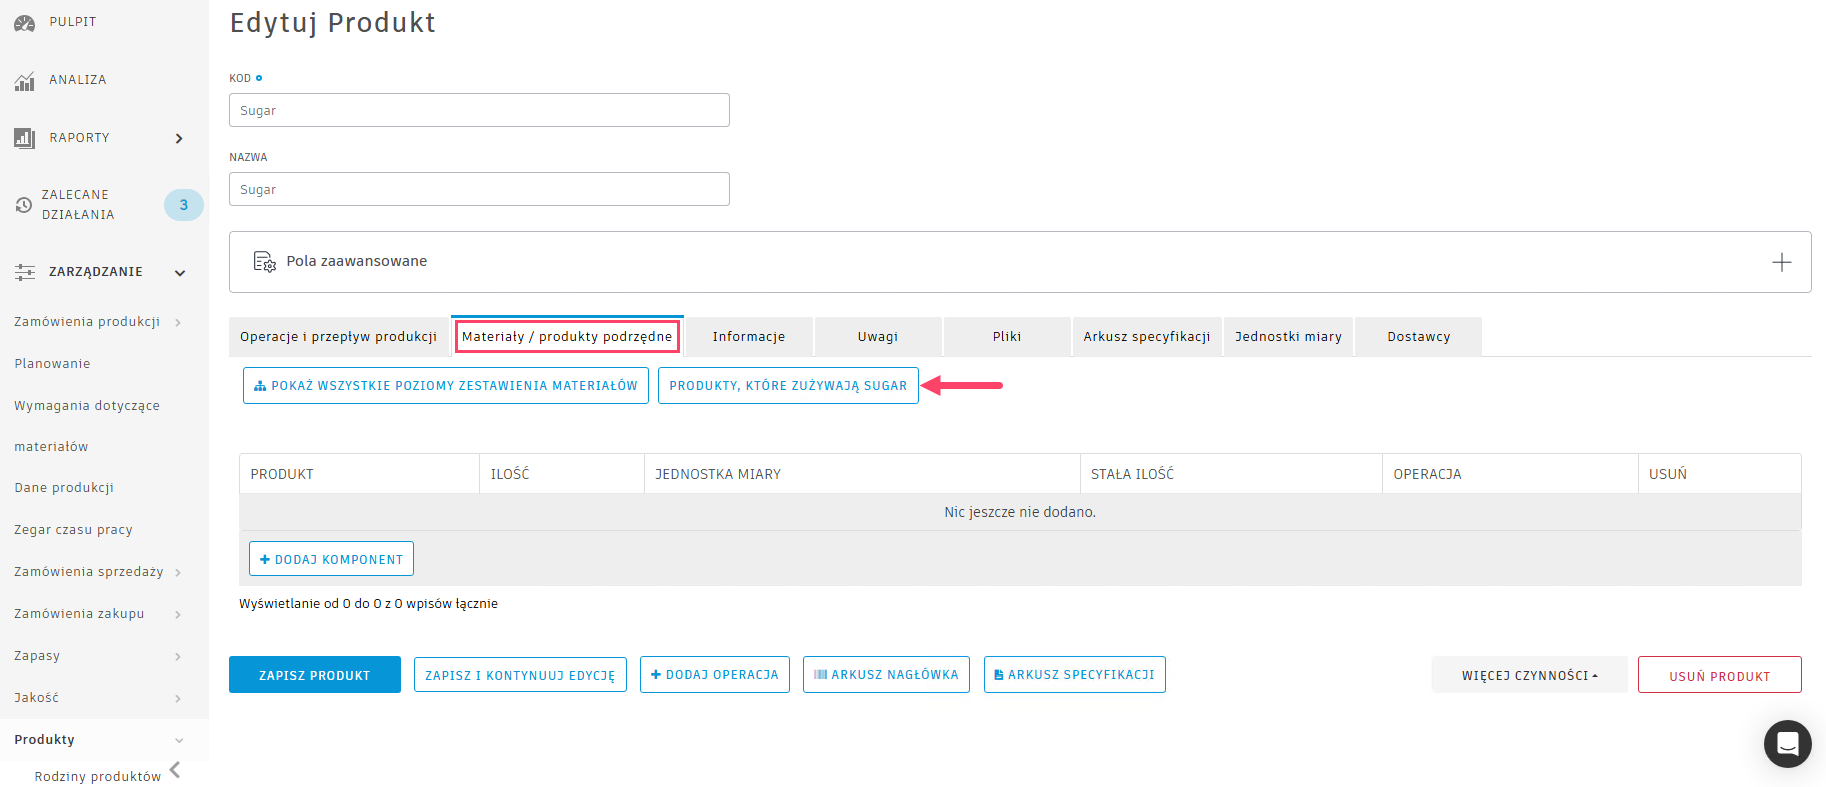 PULPIT
ANALIZA
RAPORTY
ZALECANE
DZIAŁANIA
3
ZARZĄDZANIE
Zamówienia produkcji
Planowanie
Wymagania dotyczące
materiałów
Dane produkcji
Zegar czasu pracy
Zamówienia sprzedaży
Zamówienia zakupu
Zapasy
Jakość
Produkty
Rodziny produktów
Edytuj Produkt
KOD
Sugar
NAZWA
Sugar
Pola zaawansowane
Operacje i przepływ produkcji
Materiały / produkty podrzędne
Informacje
Uwagi
Pliki
Arkusz specyfikacji
Jednostki miary
Dostawcy
POKAŻ WSZYSTKIE POZIOMY ZESTAWIENIA MATERIAŁÓW
PRODUKTY, KTÓRE ZUŻYWAJĄ SUGAR
PRODUKT
ILOŚĆ
JEDNOSTKA MIARY
STAŁA ILOŚĆ
OPERACJA
USUŃ
Nic jeszcze nie dodano.
DODAJ KOMPONENT
Wyświetlanie od 0 do 0 z 0 wpisów łącznie
ZAPISZ PRODUKT
ZAPISZ I KONTYNUUJ EDYCJĘ
DODAJ OPERACJA
ARKUSZ NAGŁÓWKA
ARKUSZ SPECYFIKACJI
WIĘCEJ CZYNNOŚCI
USUŃ PRODUKT